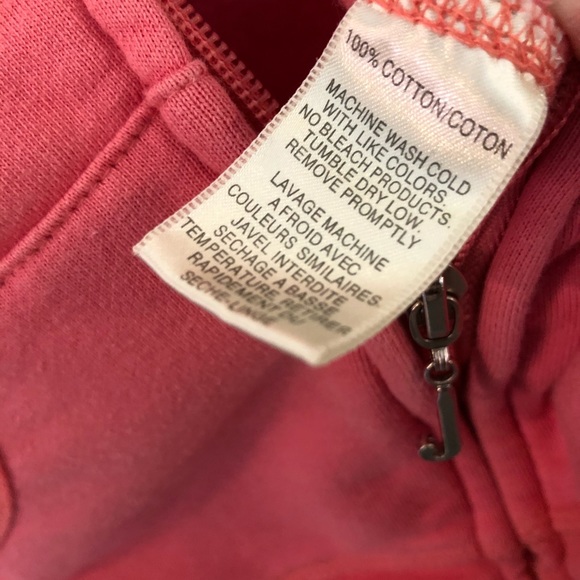 100% COTTON/COTON
MACHINE WASH COLD
WITH LIKE COLORS.
NO BLEACH PRODUCTS.
TUMBLE DRY LOW.
REMOVE PROMPTLY
LAVAGE MACHINE
A FROID AVEC
COULEURS SIMILAIRES
JAVEL INTERDITE
SECHAGE A BASSE
TEMPERATURE RETIRER
RAPIDEMENT DU
SECHE-LINGE
J